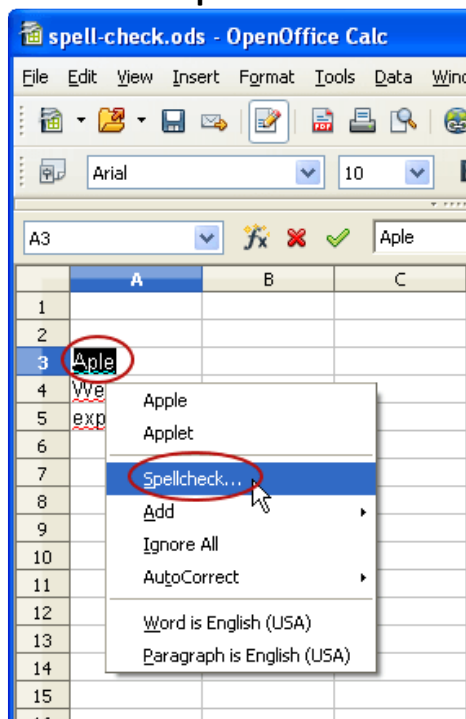 spell-check.ods - OpenOffice Calc
File Edit View Insert Format Tools Data
Arial 10
A3 Aple
A B C
1
2
3 Aple
4
5
6
7
8
9
10
11
12
13
14
15
Apple
Applet
Spellcheck...
Add
Ignore All
AutoCorrect
Word is English (USA)
Paragraph is English (USA)